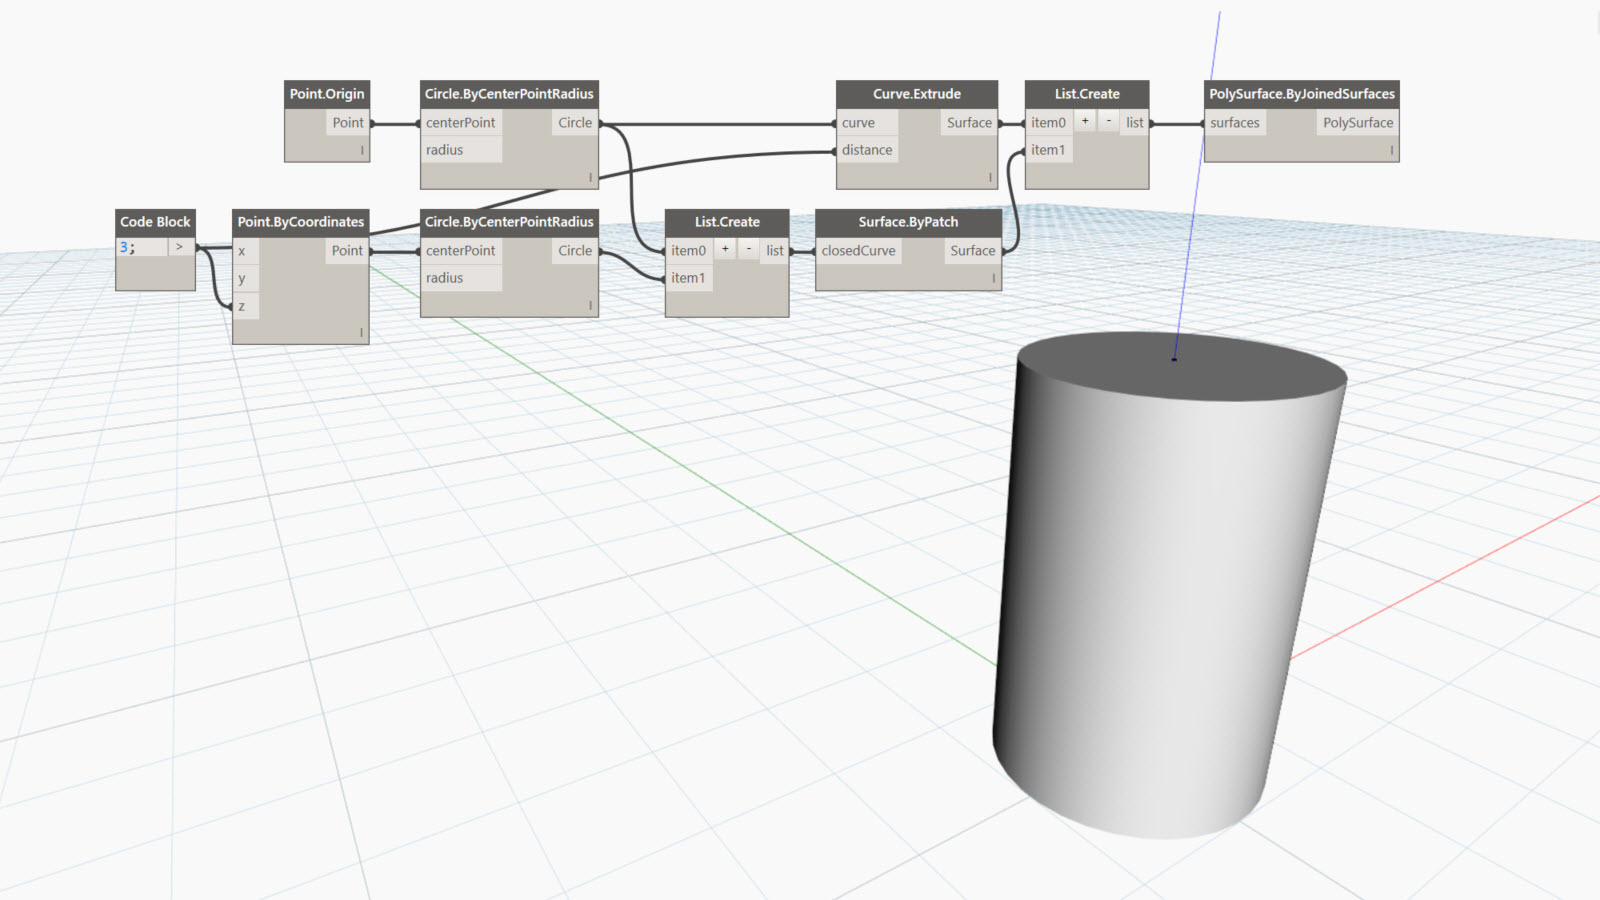 Point.Origin
Point
l
Circle.ByCenterPointRadius
centerPoint Circle
radius
l
Curve.Extrude
curve Surface
distance
l
List.Create
item0 + - list
item1
PolySurface.ByJoinedSurfaces
surfaces PolySurface
l
Code Block
3; >
Point.ByCoordinates
x Point
y
z
l
Circle.ByCenterPointRadius
centerPoint Circle
radius
l
List.Create
item0 + - list
item1
Surface.ByPatch
closedCurve Surface
l